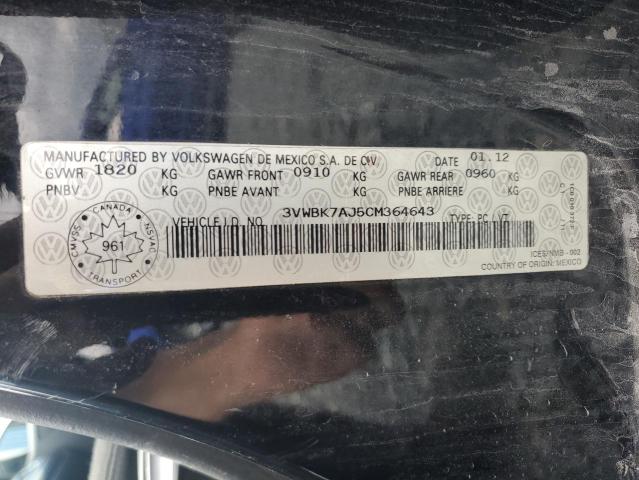 MANUFACTURED BY VOLKSWAGEN DE MEXICO S.A. DE C.V. DATE 01.12
GVWR 1820 KG GAWR FRONT 0910 KG GAWR REAR 0960 KG
PNBV KG PNBE AVANT KG PNBE ARRIERE KG
VEHICLE I.D. NO. 3VWBK7AJ5CM364643 TYPE: PC / VT
CANADA
CMVSS
NSVAC
961
TRANSPORT
ICES/NMB - 002
COUNTRY OF ORIGIN: MEXICO